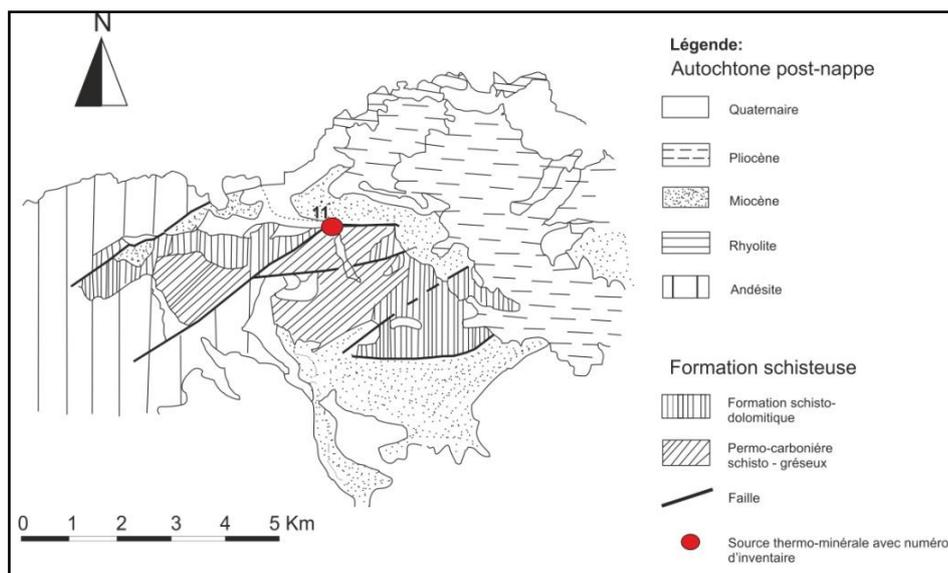 N
11
0 1 2 3 4 5 Km
Légende:
Autochtone post-nappe
Quaternaire
Pliocène
Miocène
Rhyolite
Andésite
Formation schisteuse
Formation schisto-
dolomitique
Permo-carboniére
schisto - gréseux
Faille
Source thermo-minérale avec numéro
d'inventaire